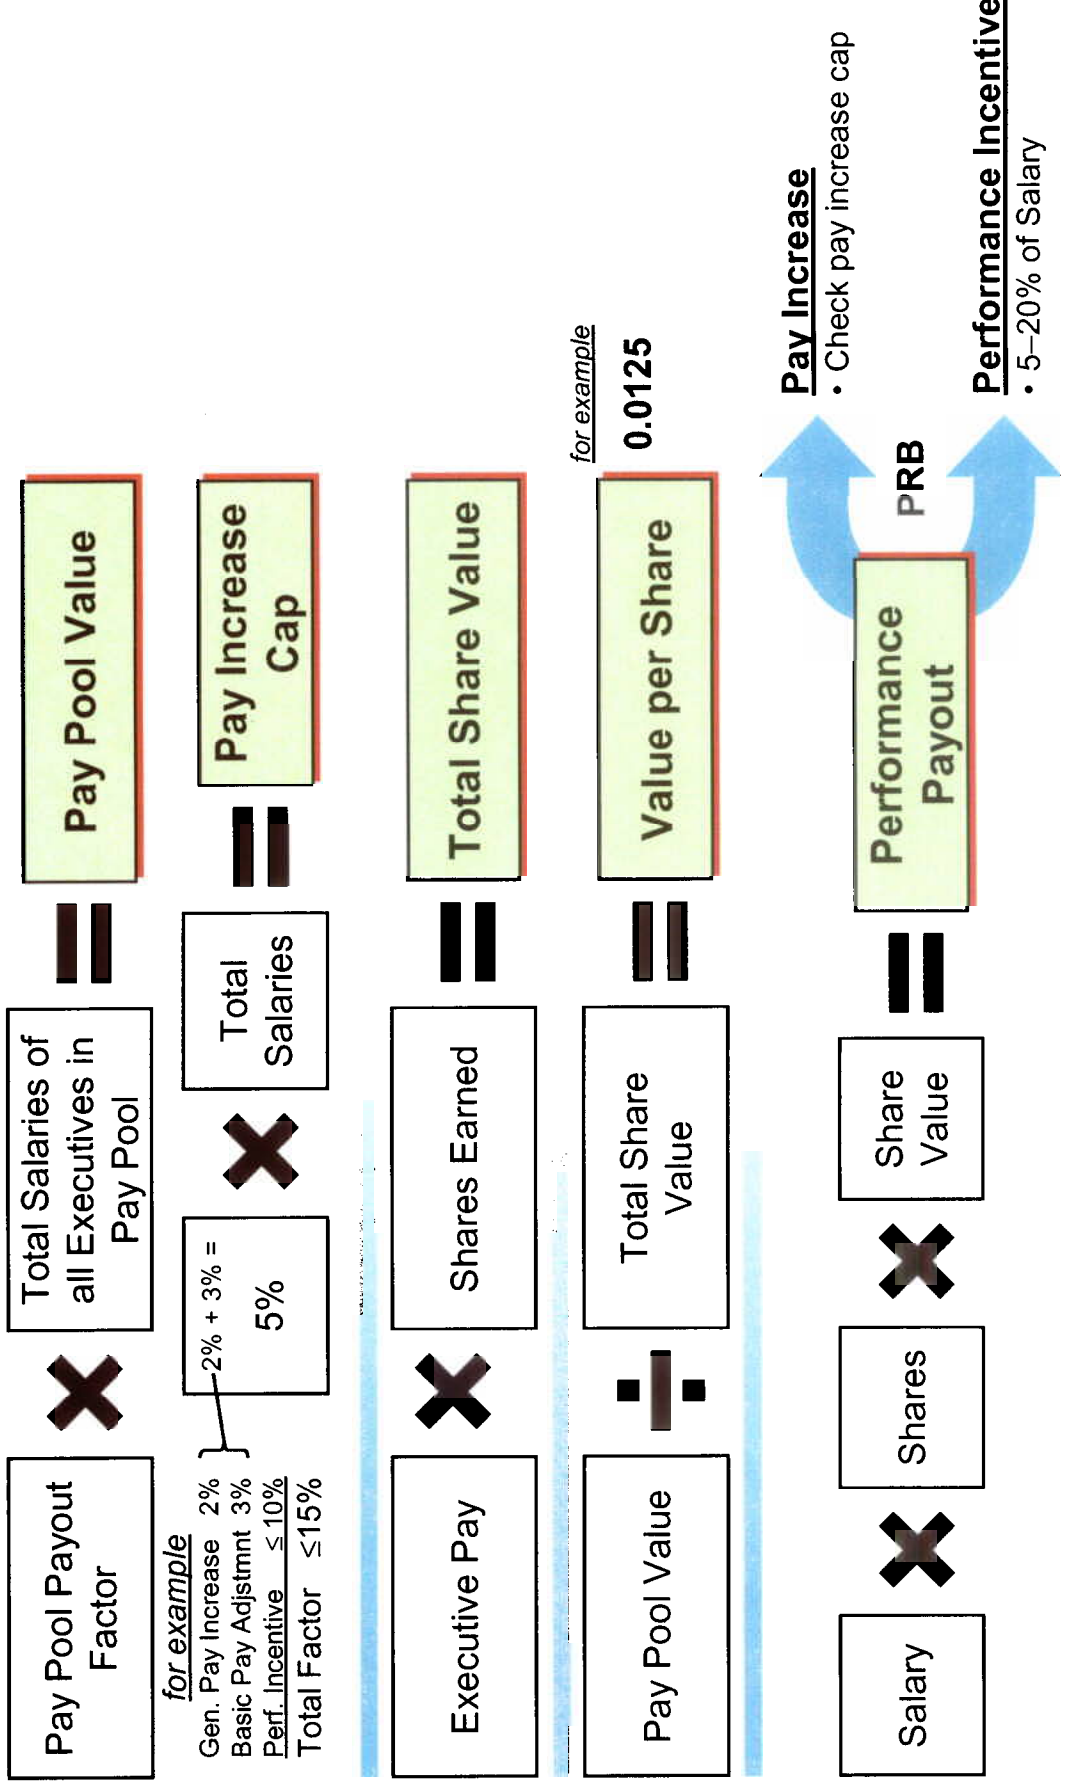 Pay Pool Payout
Factor
Total Salaries of
all Executives in
Pay Pool
Pay Pool Value
for example
Gen. Pay Increase 2%
Basic Pay Adjstmnt 3%
Perf. Incentive ≤ 10%
Total Factor ≤15%
2% + 3% =
5%
Total
Salaries
Pay Increase
Cap
Executive Pay
Shares Earned
Total Share Value
Pay Pool Value
Total Share
Value
Value per Share
for example
0.0125
Salary
Shares
Share
Value
Performance
Payout
PRB
Pay Increase
• Check pay increase cap
Performance Incentive
• 5–20% of Salary